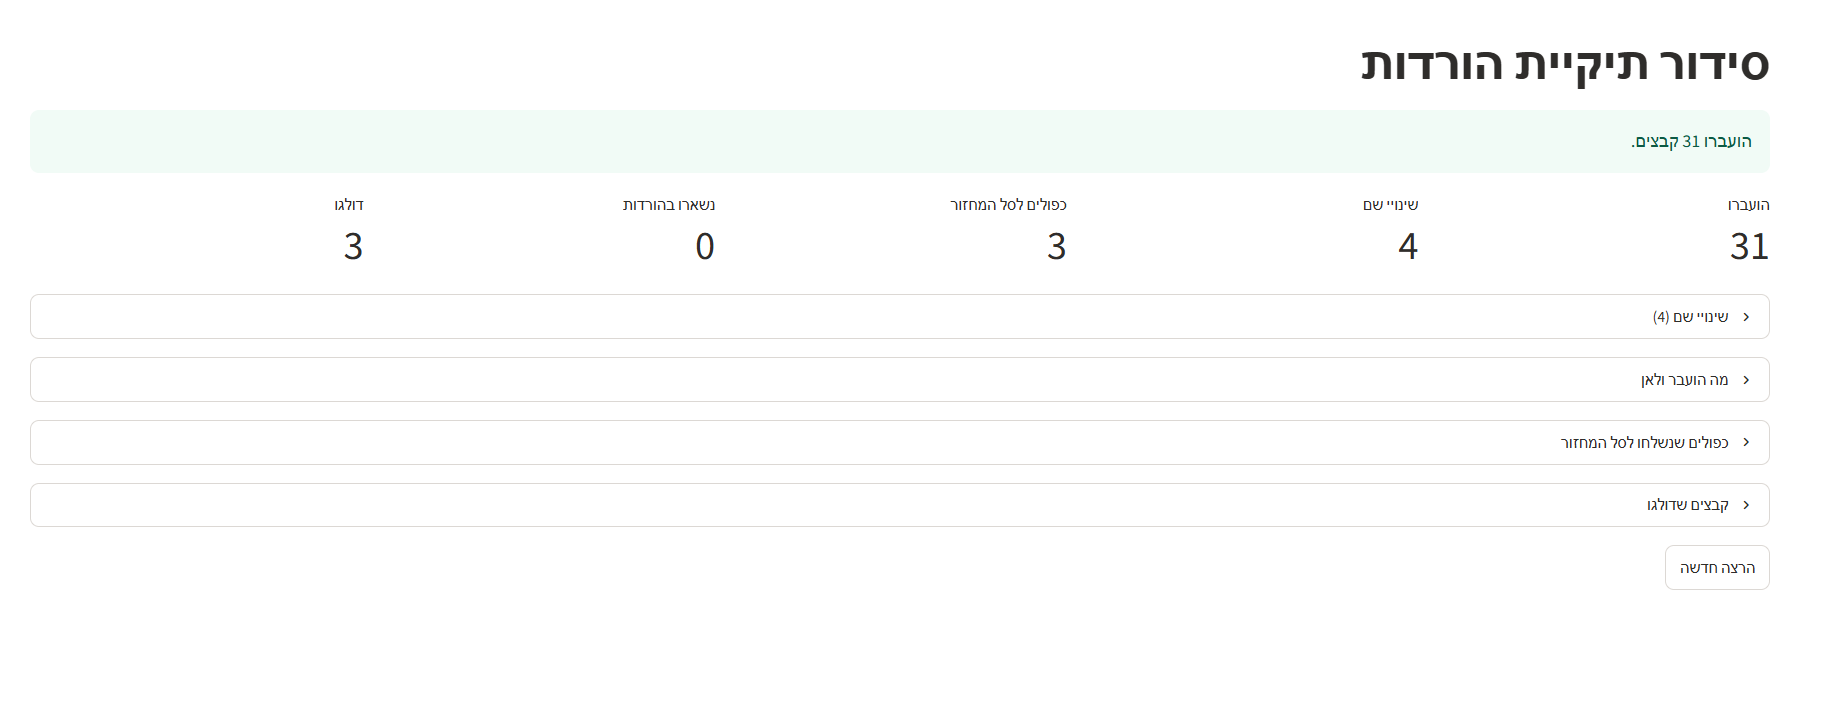 סידור תיקיית הורדות
הועברו 31 קבצים.
הועברו שינויי שם כפולים לסל המחזור נשארו בהורדות דולגו
31 4 3 0 3
שינויי שם (4)
מה הועבר ולאן
כפולים שנשלחו לסל המחזור
קבצים שדולגו
הרצה חדשה